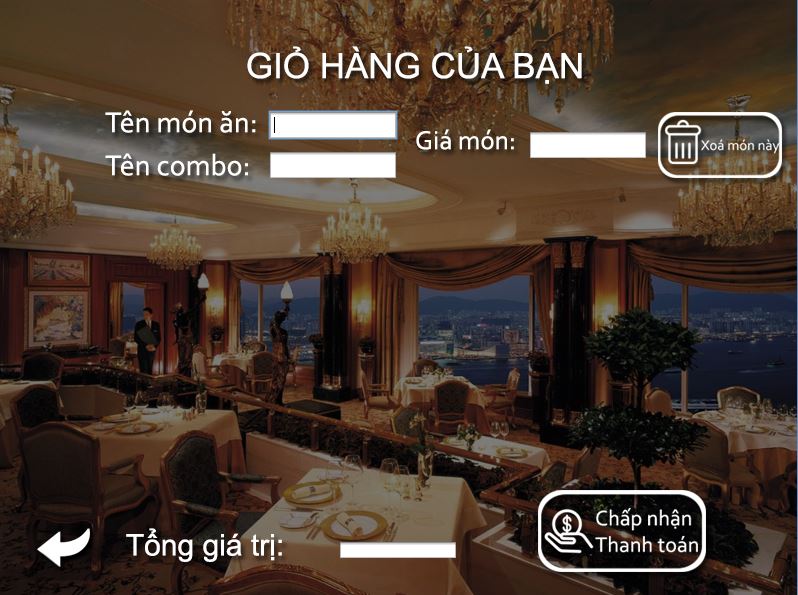 GIỎ HÀNG CỦA BẠN
Tên món ăn:
Tên combo:
Giá món:
Xoá món này
Tổng giá trị:
Chấp nhận
Thanh toán